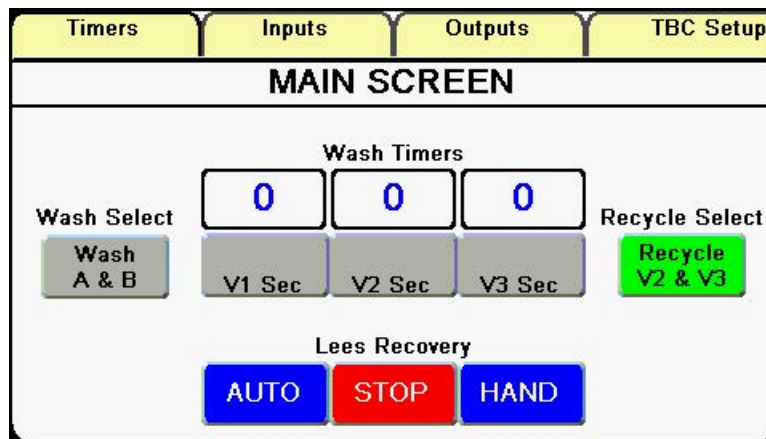 Timers Inputs Outputs TBC Setup
MAIN SCREEN
Wash Timers
0 0 0
Wash Select
Recycle Select
Wash
A & B
V1 Sec V2 Sec V3 Sec
Recycle
V2 & V3
Lees Recovery
AUTO STOP HAND